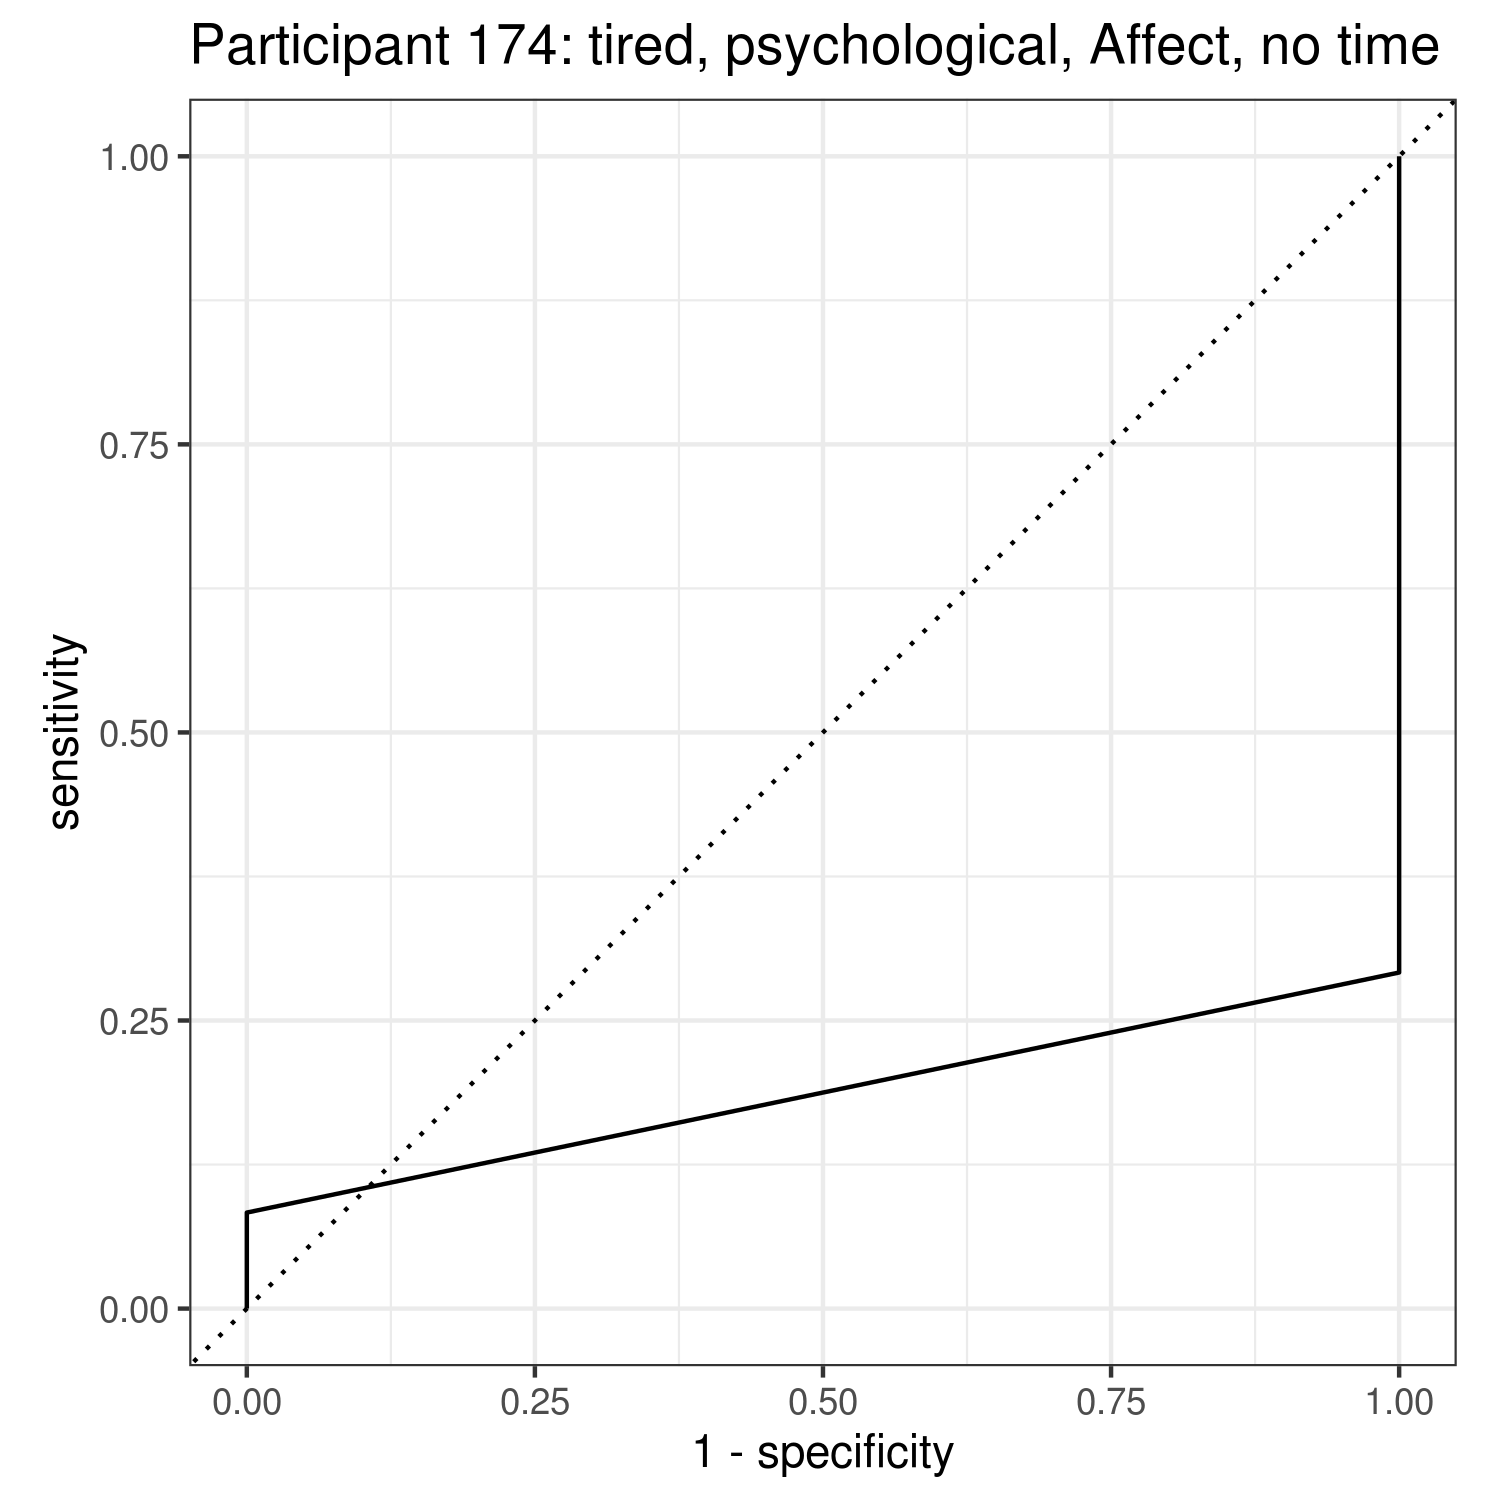 Participant 174: tired, psychological, Affect, no time
1.00
0.75
0.50
0.25
0.00
sensitivity
0.00 0.25 0.50 0.75 1.00
1 - specificity